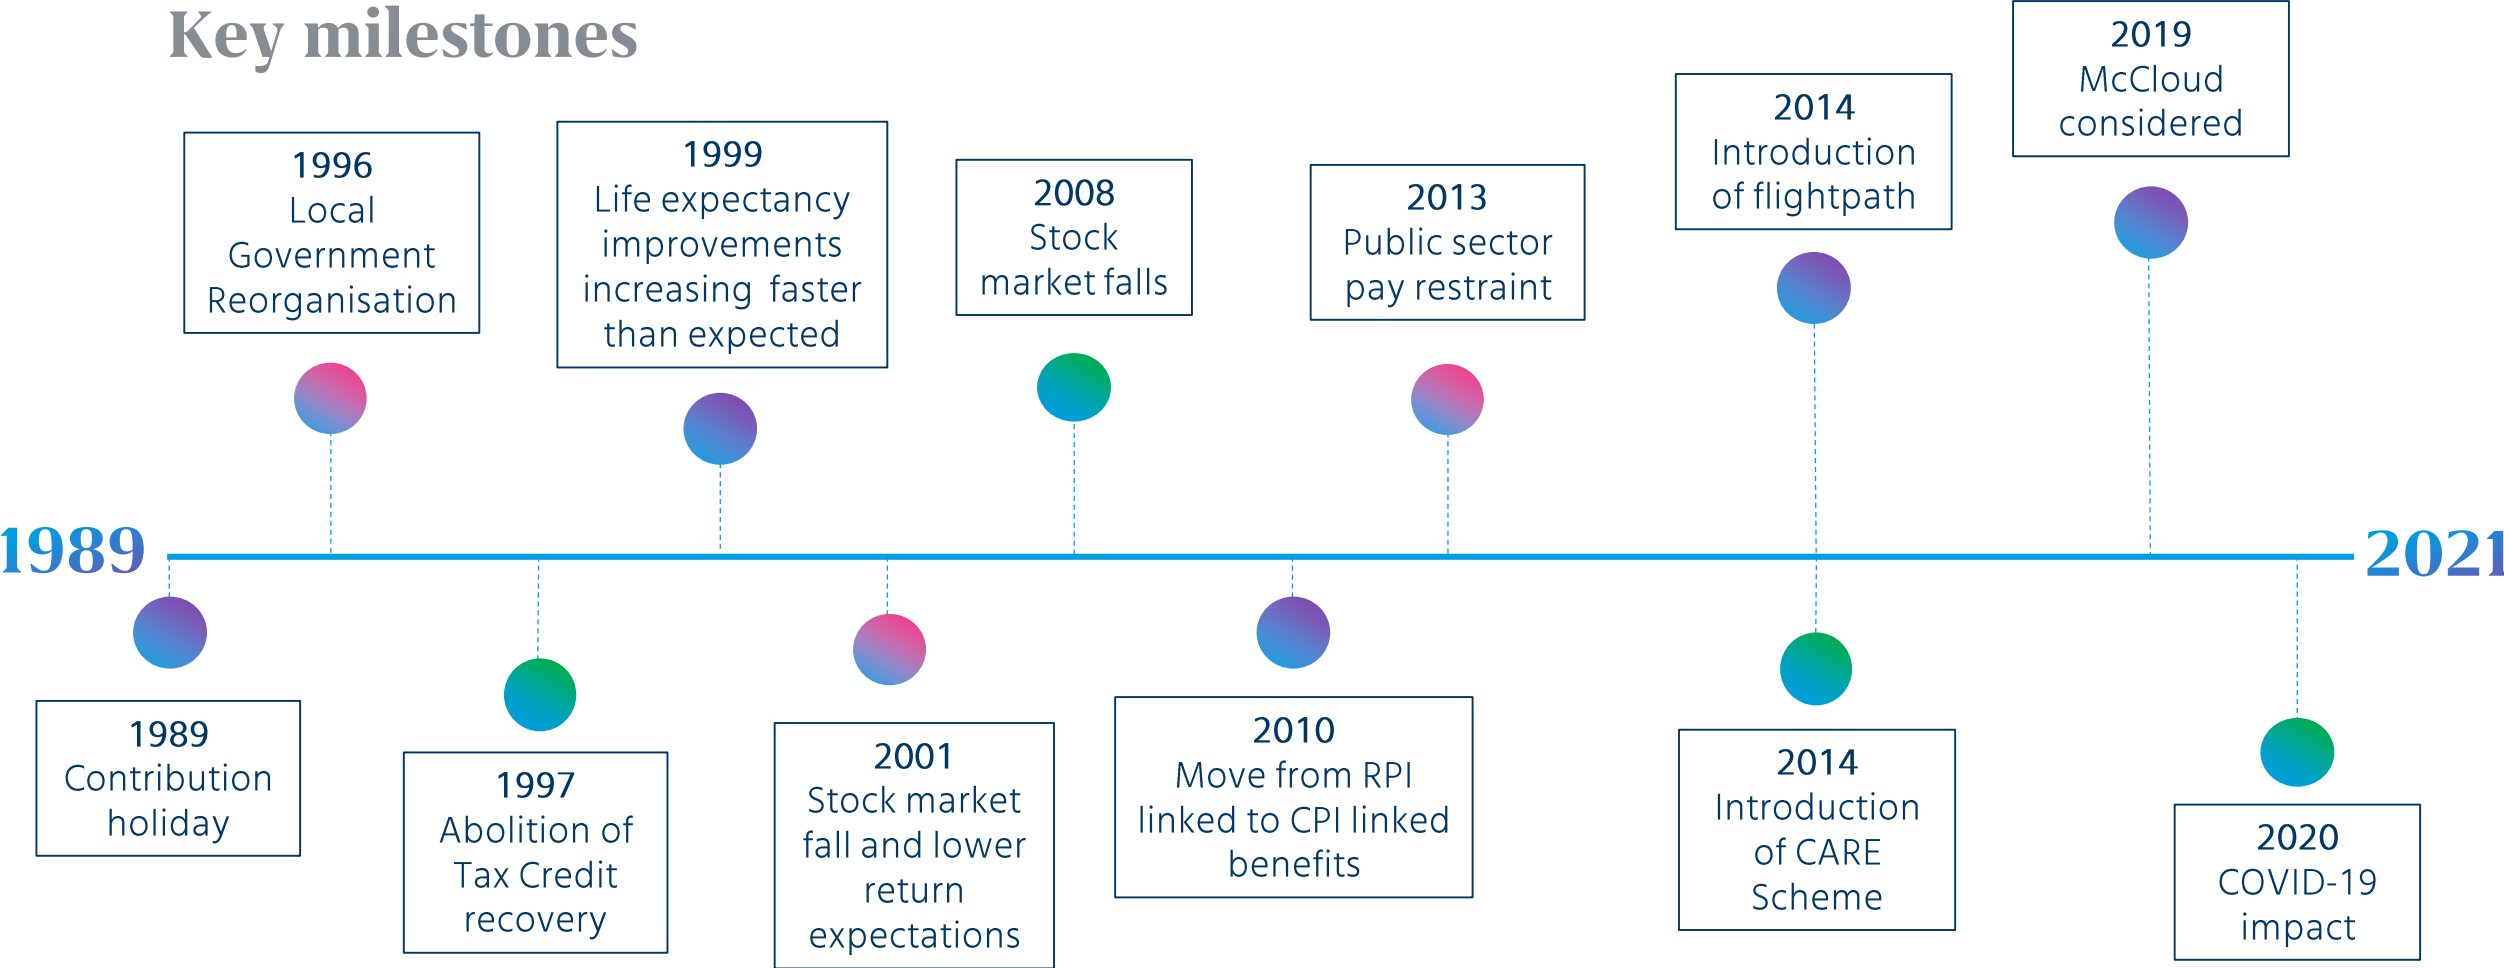 Key milestones
1996
Local
Government
Reorganisation
1999
Life expectancy
improvements
increasing faster
than expected
2008
Stock
market falls
2013
Public sector
pay restraint
2014
Introduction
of flightpath
2019
McCloud
considered
1989
2021
1989
Contribution
holiday
1997
Abolition of
Tax Credit
recovery
2001
Stock market
fall and lower
return
expectations
2010
Move from RPI
linked to CPI linked
benefits
2014
Introduction
of CARE
Scheme
2020
COVID-19
impact